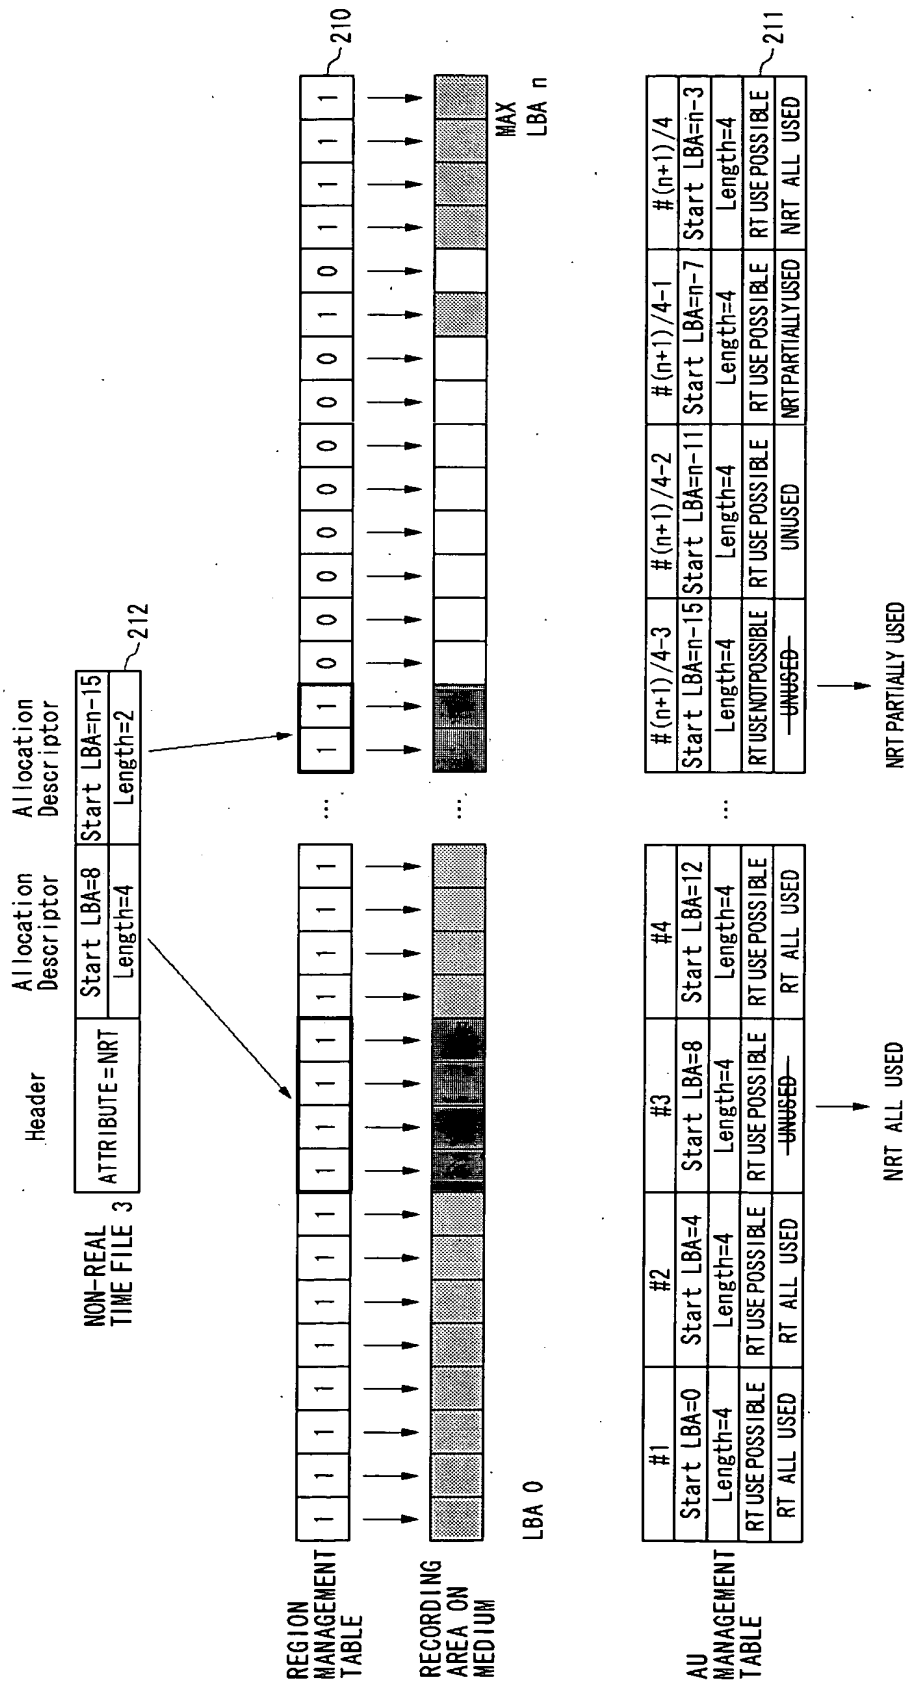 Header
Allocation
Descriptor
Allocation
Descriptor
NON-REAL
TIME FILE 3
ATTRIBUTE=NRT
Start LBA=8
Start LBA=n-15
Length=4
Length=2
212
REGION
MANAGEMENT
TABLE
1 1 1 1 1 1 1 1 1 1 1 1 1 1 1 1 ... 1 1 0 0 0 0 0 0 0 0 1 0 1 1 1 1
210
RECORDING
AREA ON
MEDIUM
...
LBA 0
MAX
LBA n
AU
MANAGEMENT
TABLE
#1 #2 #3 #4 #(n+1)/4-3 #(n+1)/4-2 #(n+1)/4-1 #(n+1)/4
Start LBA=0 Start LBA=4 Start LBA=8 Start LBA=12 ... Start LBA=n-15 Start LBA=n-11 Start LBA=n-7 Start LBA=n-3
Length=4 Length=4 Length=4 Length=4 Length=4 Length=4 Length=4 Length=4
RT USE POSSIBLE RT USE POSSIBLE RT USE POSSIBLE RT USE POSSIBLE RT USE NOT POSSIBLE RT USE POSSIBLE RT USE POSSIBLE RT USE POSSIBLE
RT ALL USED RT ALL USED UNUSED RT ALL USED UNUSED UNUSED NRT PARTIALLY USED NRT ALL USED
211
NRT ALL USED
NRT PARTIALLY USED